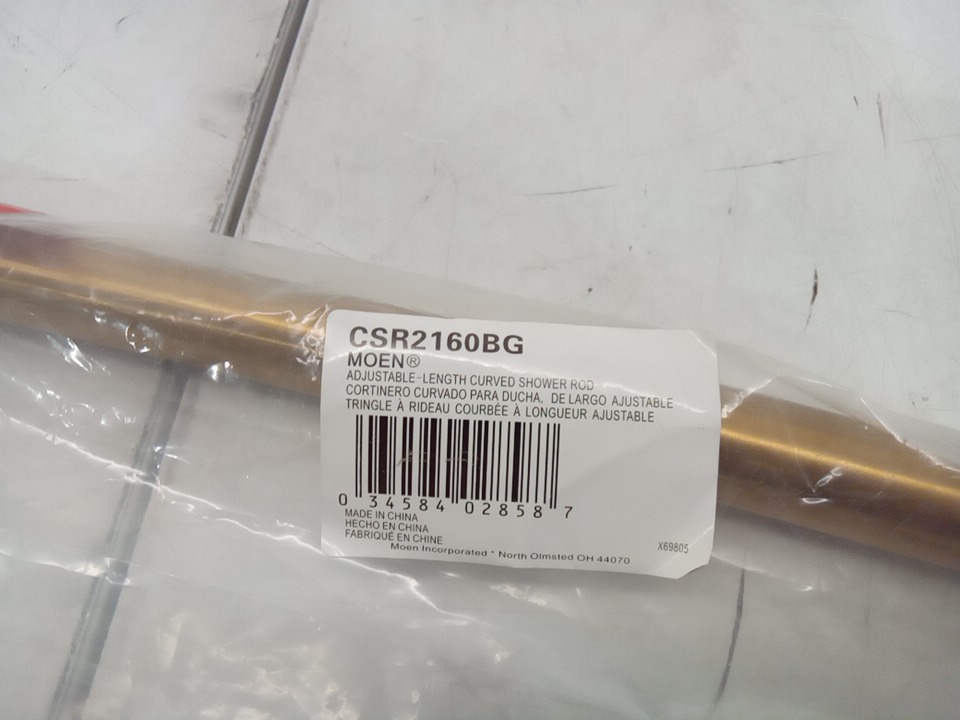 CSR2160BG
MOEN®
ADJUSTABLE-LENGTH CURVED SHOWER ROD
CORTINERO CURVADO PARA DUCHA, DE LARGO AJUSTABLE
TRINGLE À RIDEAU COURBÉE À LONGUEUR AJUSTABLE
0 34584 02858 7
MADE IN CHINA
HECHO EN CHINA
FABRIQUÉ EN CHINE
Moen Incorporated * North Olmsted OH 44070
X69805